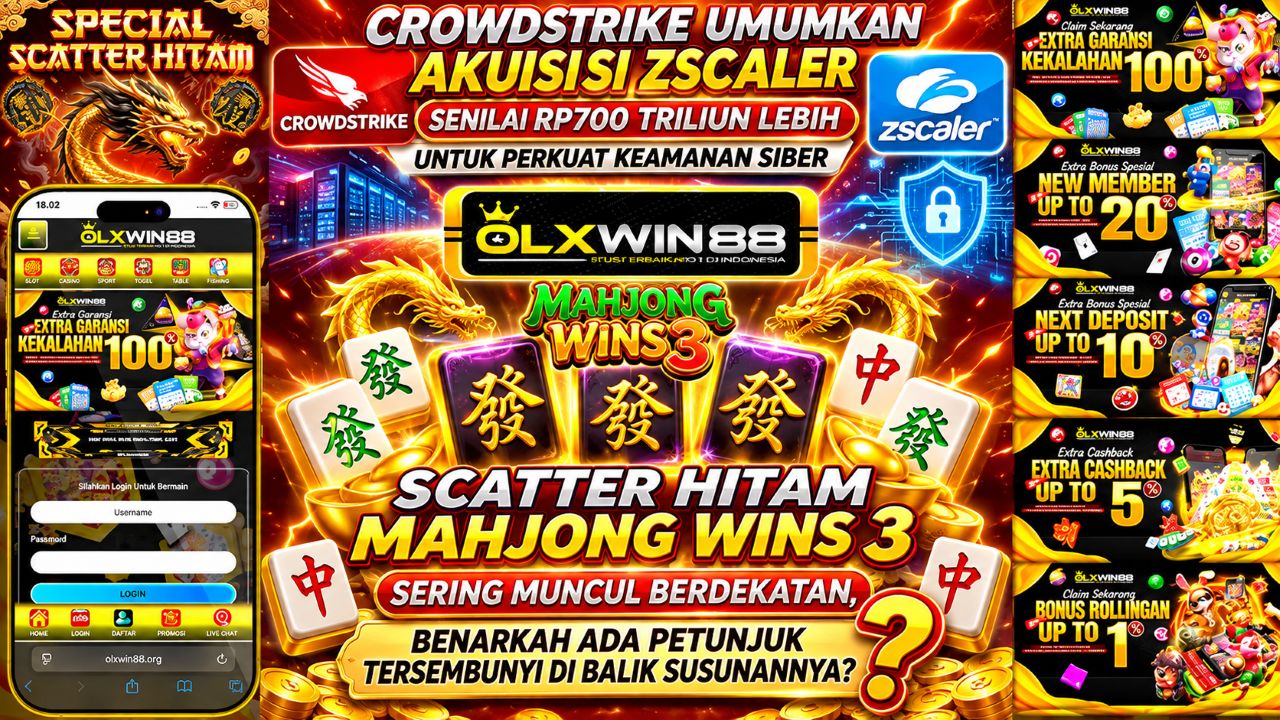 SPECIAL
SCATTER HITAM
18.02
OLXWIN88
SLOT
CASINO
SPORT
TOGEL
TABLE
FISHING
OLXWIN88
Extra Garansi
EXTRA GARANSI
KEKALAHAN 100%
Silahkan Login Untuk Bermain
Username
Password
LOGIN
HOME
LOGIN
DAFTAR
PROMOSI
LIVE CHAT
olxwin88.org
CROWDSTRIKE UMUMKAN
AKUISISI ZSCALER
SENILAI RP700 TRILIUN LEBIH
UNTUK PERKUAT KEAMANAN SIBER
CROWDSTRIKE
zscaler™
OLXWIN88
MAHJONG
WINS 3
發
發
發
發
發
中
發
SCATTER HITAM
MAHJONG WINS 3
中
中
SERING MUNCUL BERDEKATAN,
BENARKAH ADA PETUNJUK
TERSEMBUNYI DI BALIK SUSUNANNYA?
?
OLXWIN88
Claim Sekarang
EXTRA GARANSI
KEKALAHAN 100%
OLXWIN88
Extra Bonus Spesial
NEW MEMBER
UP TO 20%
OLXWIN88
Extra Bonus Spesial
NEXT DEPOSIT
UP TO 10%
OLXWIN88
Extra Cashback
EXTRA CASHBACK
UP TO 5%
OLXWIN88
Claim Sekarang
BONUS ROLLINGAN
UP TO 1%